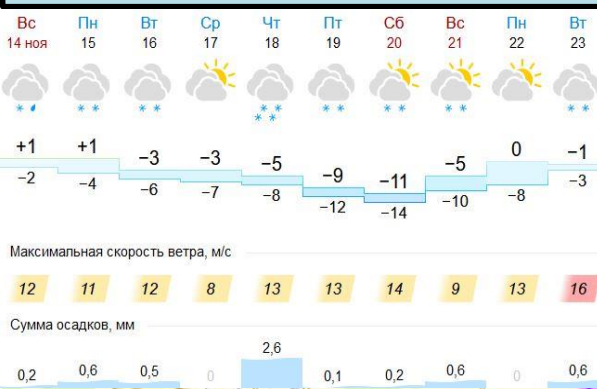 Вс Пн Вт Ср Чт Пт Сб Вс Пн Вт
14 ноя 15 16 17 18 19 20 21 22 23
+1 +1 −3 −3 −5 −9 −11 −5 0 −1
−2 −4 −6 −7 −8 −12 −14 −10 −8 −3
Максимальная скорость ветра, м/с
12 11 12 8 13 13 14 9 13 16
Сумма осадков, мм
0,2 0,6 0,5 0 2,6 0,1 0,2 0,6 0 0,6